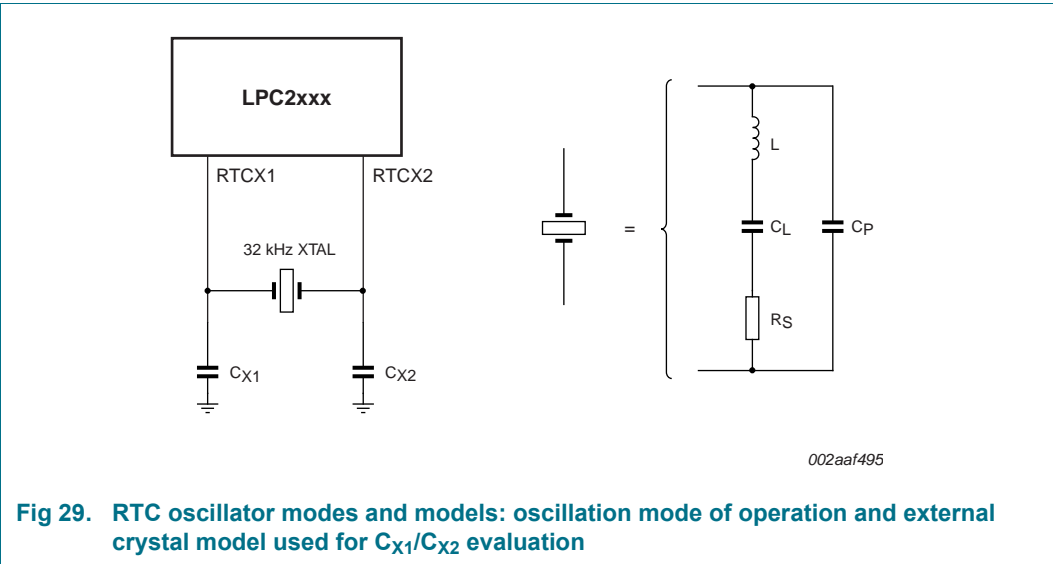 LPC2xxx
RTCX1
RTCX2
32 kHz XTAL
CX1
CX2
=
L
CL
CP
RS
002aaf495
Fig 29. RTC oscillator modes and models: oscillation mode of operation and external
crystal model used for CX1/CX2 evaluation